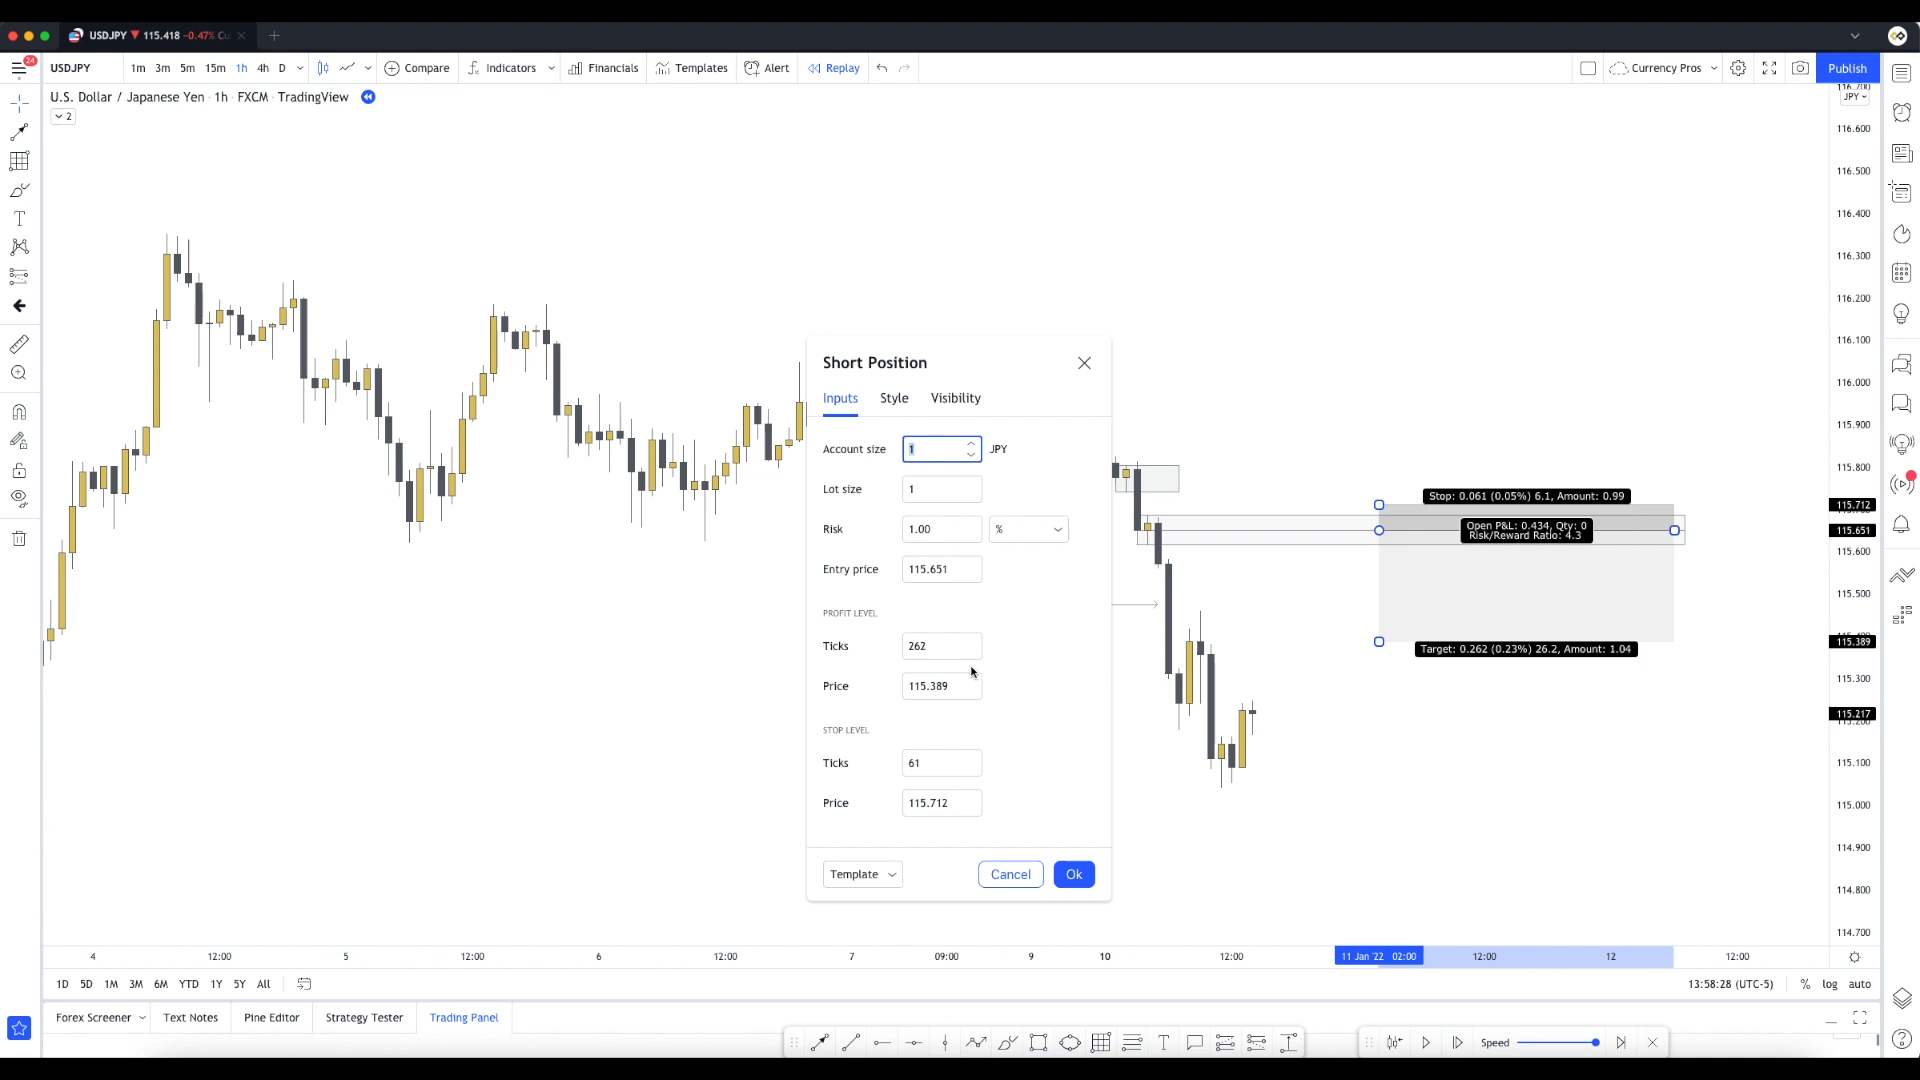 USDJPY ▼ 115.418 -0.47% Cu
24
USDJPY 1m 3m 5m 15m 1h 4h D Compare Indicators Financials Templates Alert Replay Currency Pros Publish
U.S. Dollar / Japanese Yen · 1h · FXCM · TradingView
2
116.700
JPY
116.600
116.500
116.400
116.300
116.200
116.100
116.000
115.900
115.800
115.712
115.651
115.600
115.500
115.389
115.300
115.217
115.200
115.100
115.000
114.900
114.800
114.700
Short Position
Inputs Style Visibility
Account size 1 JPY
Lot size 1
Risk 1.00 %
Entry price 115.651
PROFIT LEVEL
Ticks 262
Price 115.389
STOP LEVEL
Ticks 61
Price 115.712
Template Cancel Ok
Stop: 0.061 (0.05%) 6.1, Amount: 0.99
Open P&L: 0.434, Qty: 0
Risk/Reward Ratio: 4.3
Target: 0.262 (0.23%) 26.2, Amount: 1.04
4 12:00 5 12:00 6 12:00 7 09:00 9 10 12:00 11 Jan '22 02:00 12:00 12 12:00
1D 5D 1M 3M 6M YTD 1Y 5Y All 13:58:28 (UTC-5) % log auto
Forex Screener Text Notes Pine Editor Strategy Tester Trading Panel
Speed